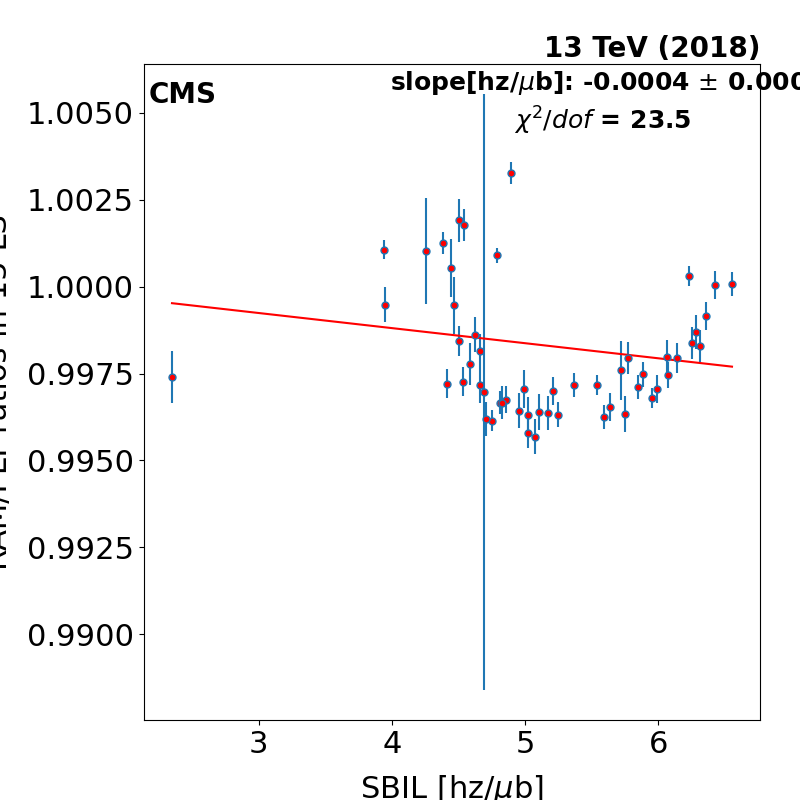 13 TeV (2018)
CMS
slope[hz/μb]: -0.0004 ± 0.000
χ²/dof = 23.5
1.0050
1.0025
1.0000
0.9975
0.9950
0.9925
0.9900
3 4 5 6
SBIL [hz/μb]